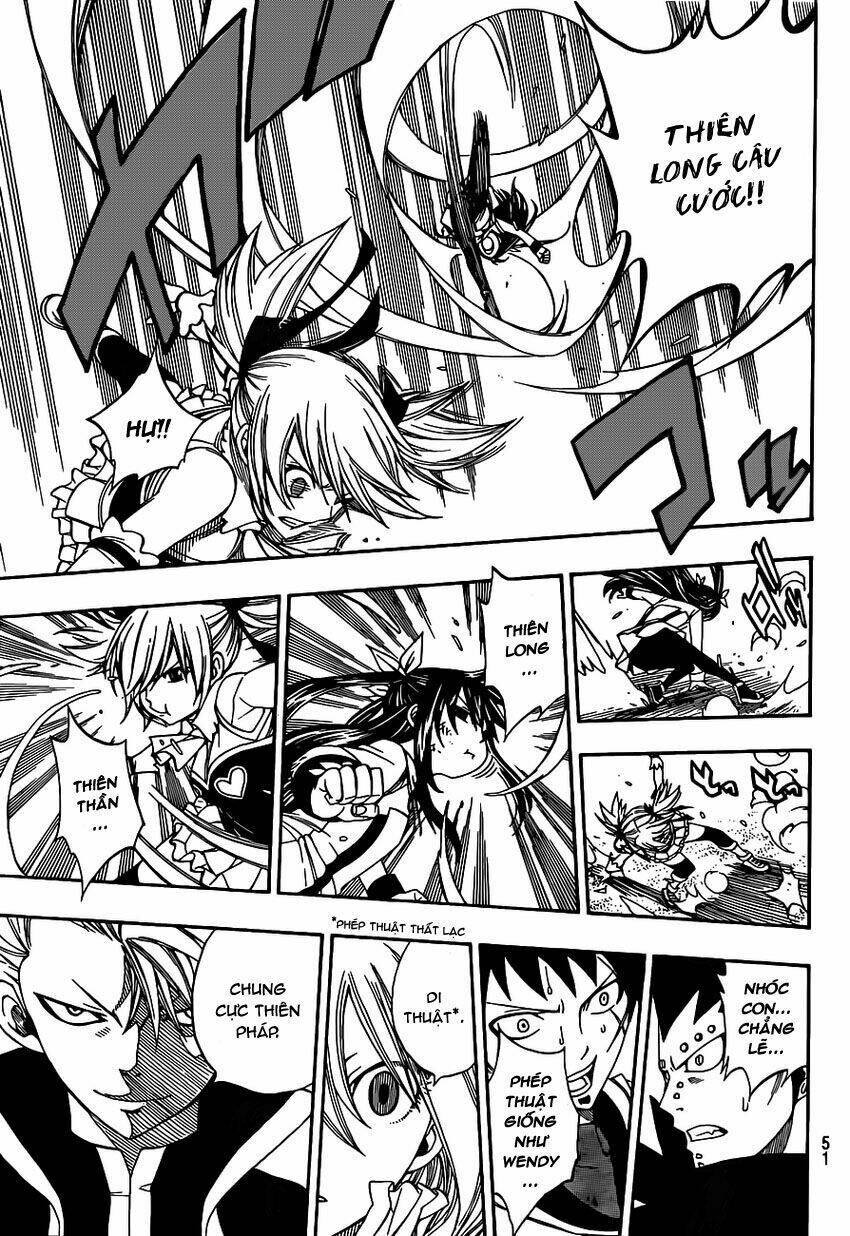 THIÊN
LONG CÂU
CƯỚC!!
HỰ!!
THIÊN
LONG
...
THIÊN
THẦN
...
NHÓC
CON...
CHẲNG
LẼ...
PHÉP
THUẬT
GIỐNG
NHƯ
WENDY...
*PHÉP THUẬT THẤT LẠC
DI
THUẬT*.
CHUNG
CỰC THIÊN
PHÁP.
51